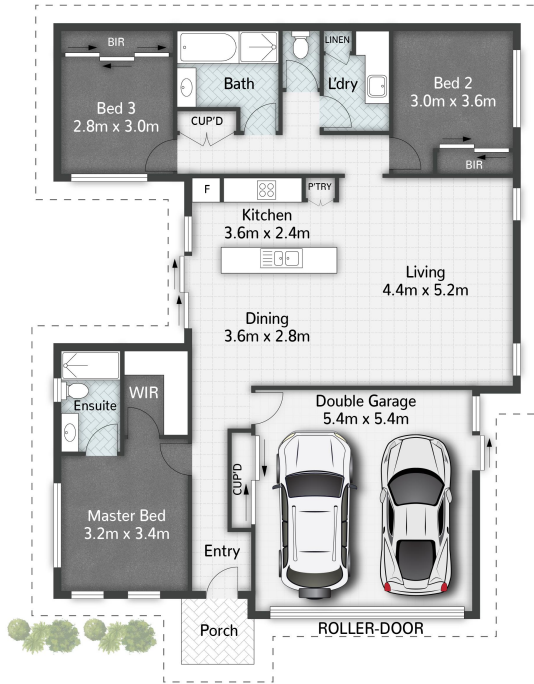 BIR
LINEN
Bath
L'dry
Bed 2
3.0m x 3.6m
Bed 3
2.8m x 3.0m
CUP'D
BIR
F
P'TRY
Kitchen
3.6m x 2.4m
Living
4.4m x 5.2m
Dining
3.6m x 2.8m
WIR
Ensuite
Double Garage
5.4m x 5.4m
CUP'D
Master Bed
3.2m x 3.4m
Entry
Porch
ROLLER-DOOR